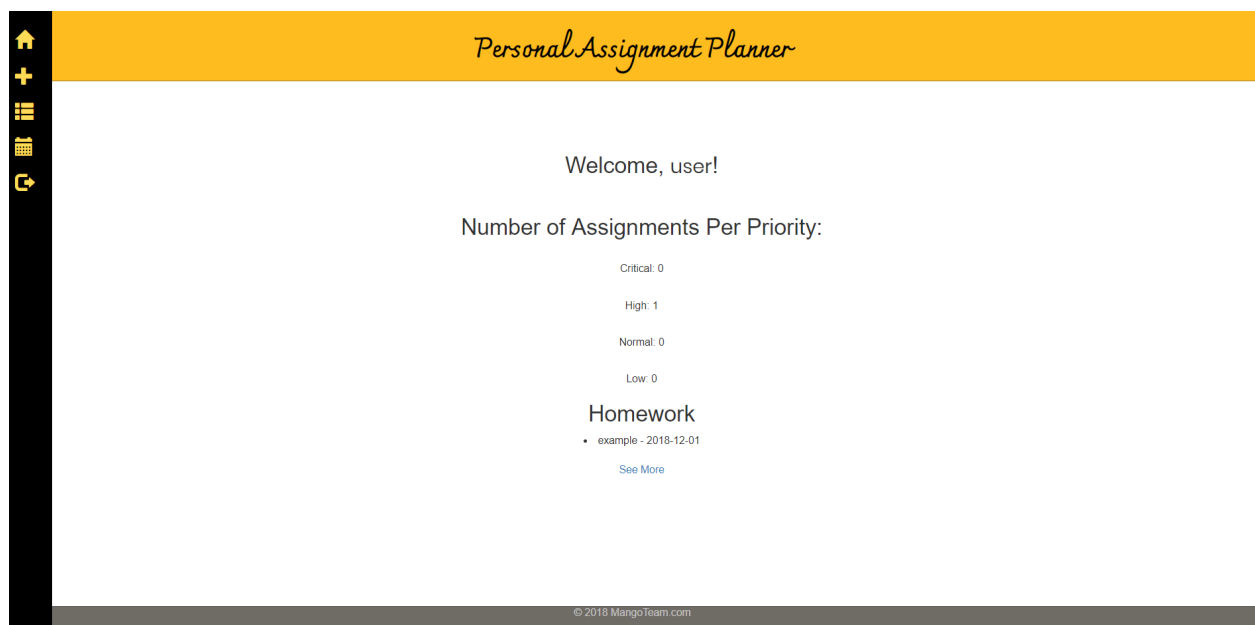 Personal Assignment Planner
Welcome, user!
Number of Assignments Per Priority:
Critical: 0
High: 1
Normal: 0
Low: 0
Homework
• example - 2018-12-01
See More
© 2018 MangoTeam.com